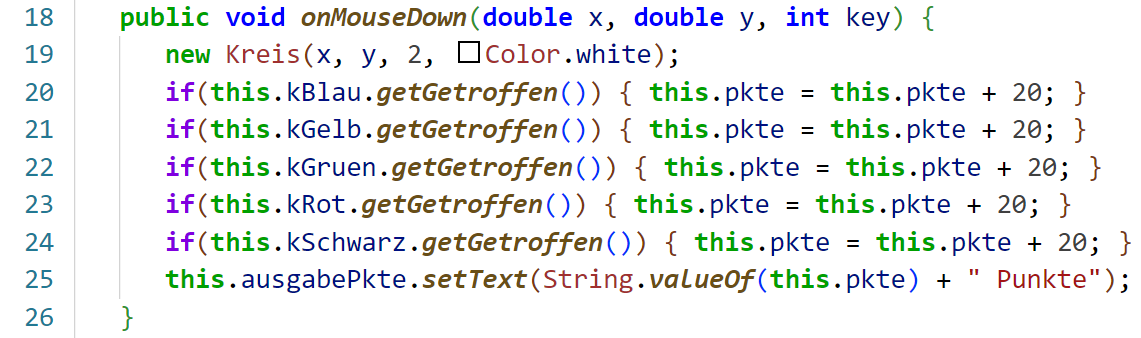 18 public void onMouseDown(double x, double y, int key) {
19 new Kreis(x, y, 2, Color.white);
20 if(this.kBlau.getGetroffen()) { this.pkte = this.pkte + 20; }
21 if(this.kGelb.getGetroffen()) { this.pkte = this.pkte + 20; }
22 if(this.kGruen.getGetroffen()) { this.pkte = this.pkte + 20; }
23 if(this.kRot.getGetroffen()) { this.pkte = this.pkte + 20; }
24 if(this.kSchwarz.getGetroffen()) { this.pkte = this.pkte + 20; }
25 this.ausgabePkte.setText(String.valueOf(this.pkte) + " Punkte");
26 }